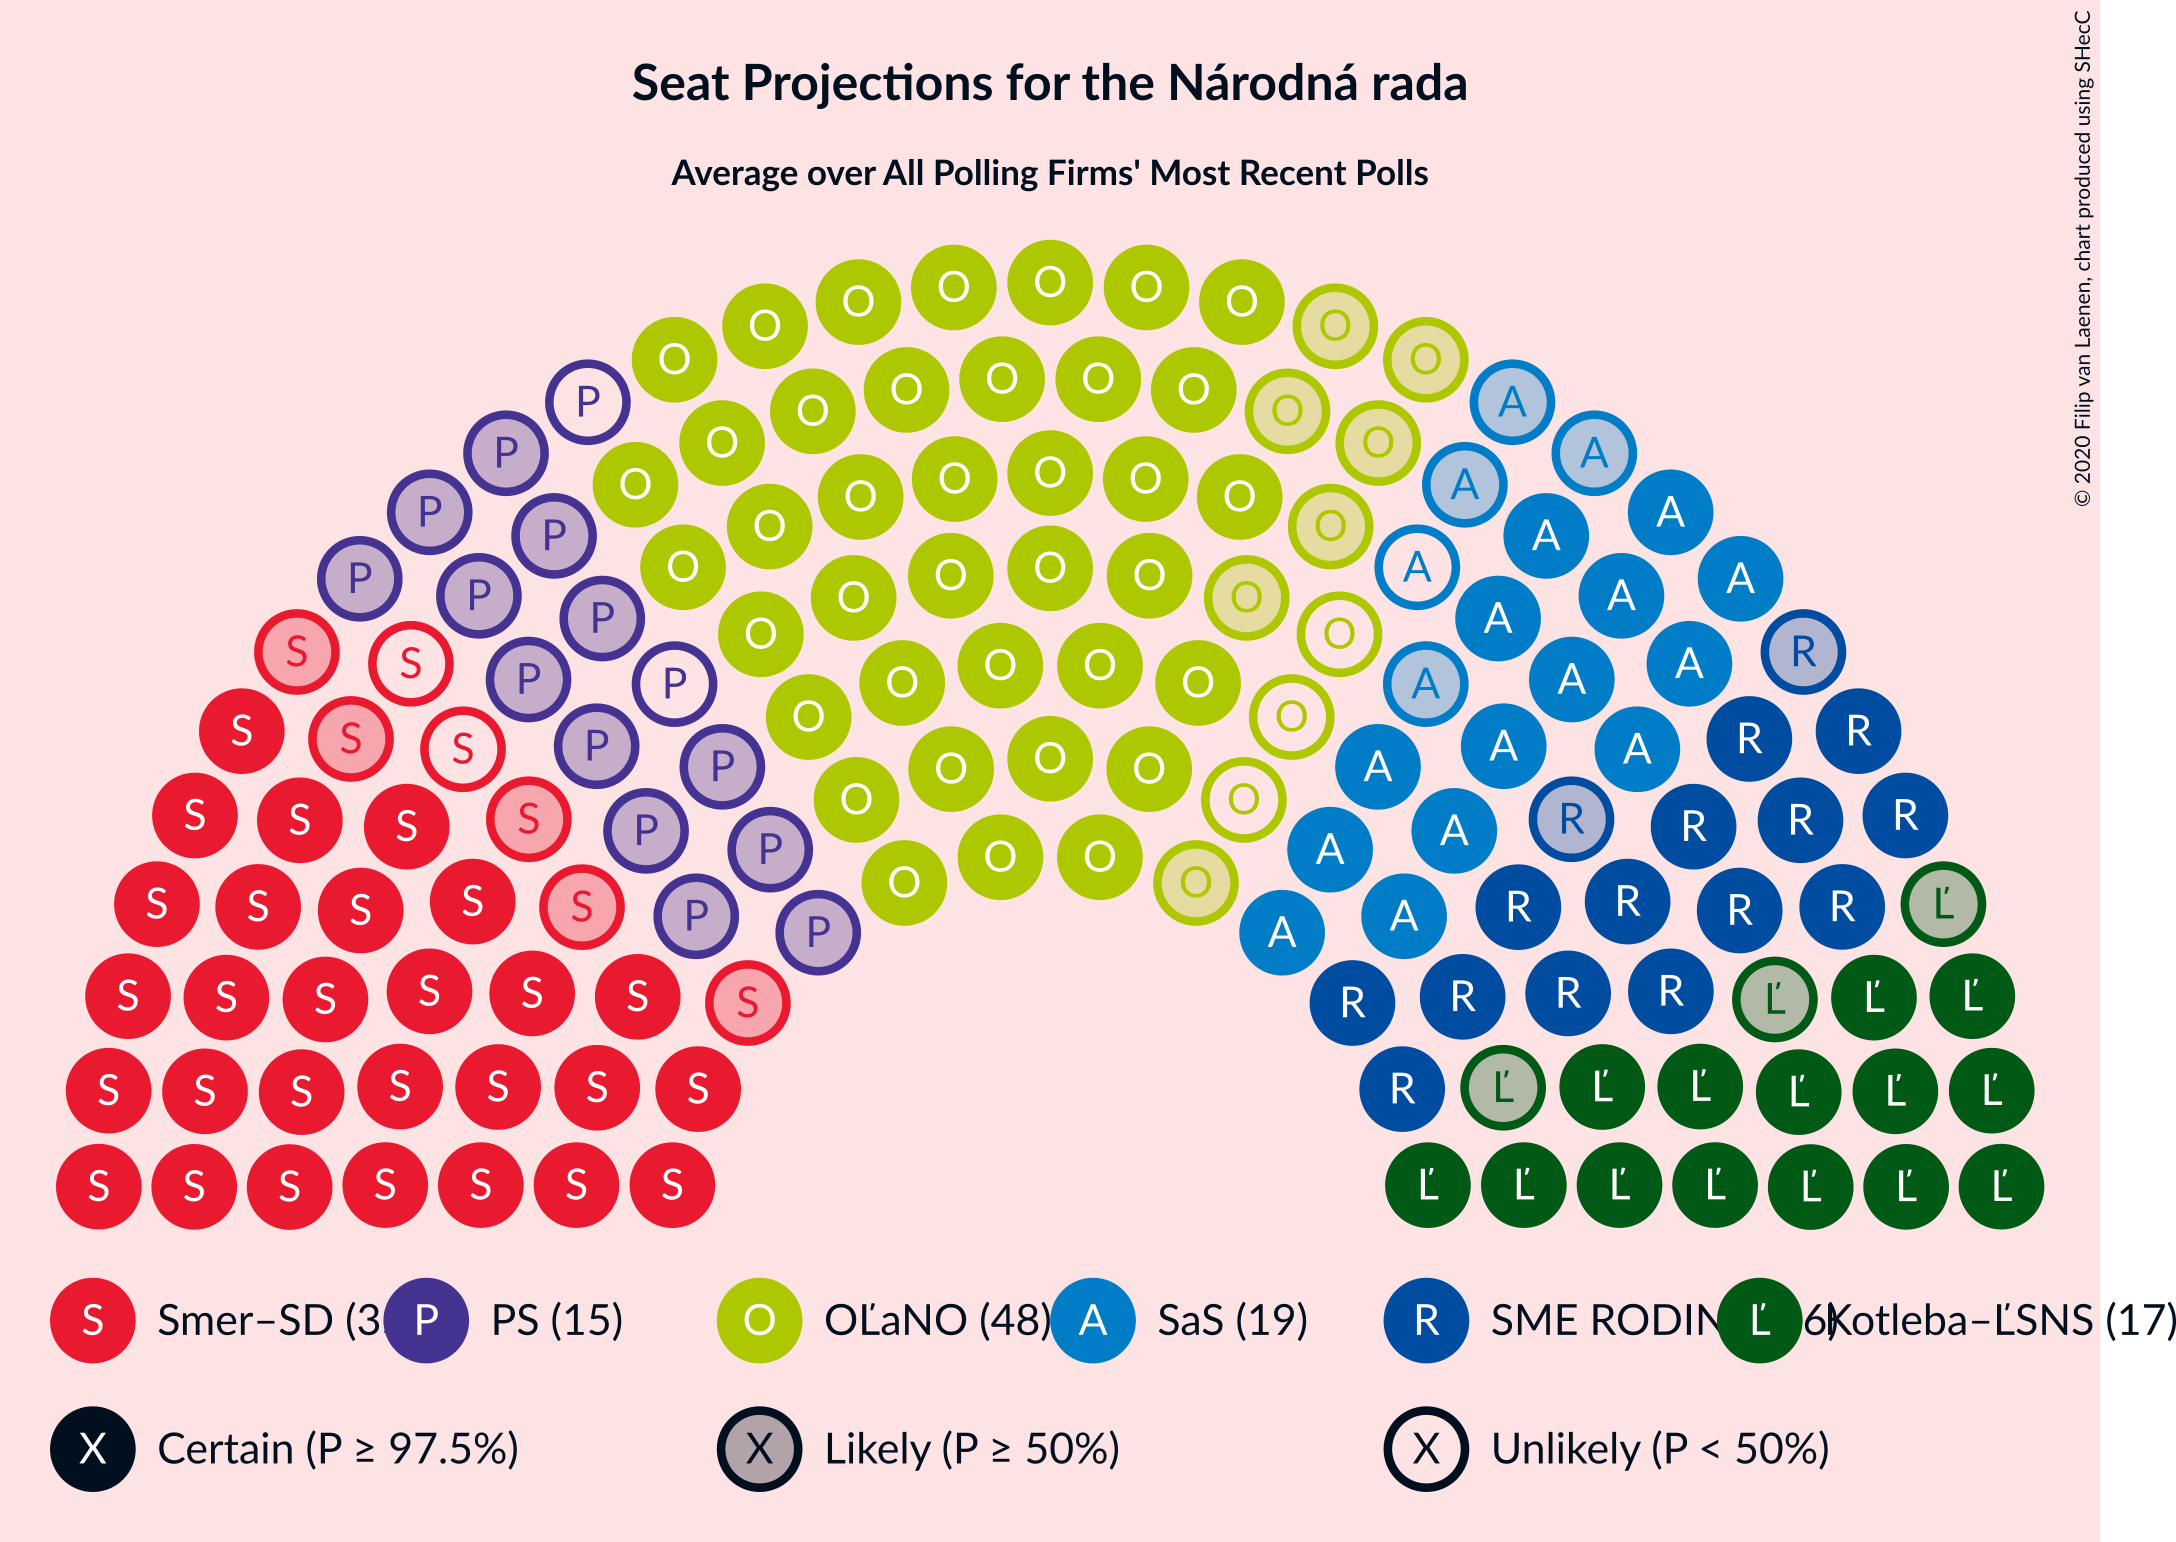 Seat Projections for the Národná rada
Average over All Polling Firms' Most Recent Polls
© 2020 Filip van Laenen, chart produced using SHecC
O O O O O O O O O
O O O O O O O O
P A
O O O O O O O
P P A A
O O O O O O O
P P A A
O O O O O O
P P A A
S S P P O O O O O A A A R
S S S P P O O O O O A A A R R
S S S S P P O O O O A A R R R R
S S S S S P P A A R R R R Ľ
S S S S S S S R R R R Ľ Ľ Ľ
S S S S S S S R Ľ Ľ Ľ Ľ Ľ Ľ
S S S S S S S Ľ Ľ Ľ Ľ Ľ Ľ Ľ
S Smer–SD (3 P PS (15) O OĽaNO (48) A SaS (19) R SME RODIN Ľ 6) Kotleba–ĽSNS (17)
X Certain (P ≥ 97.5%) X Likely (P ≥ 50%) X Unlikely (P < 50%)